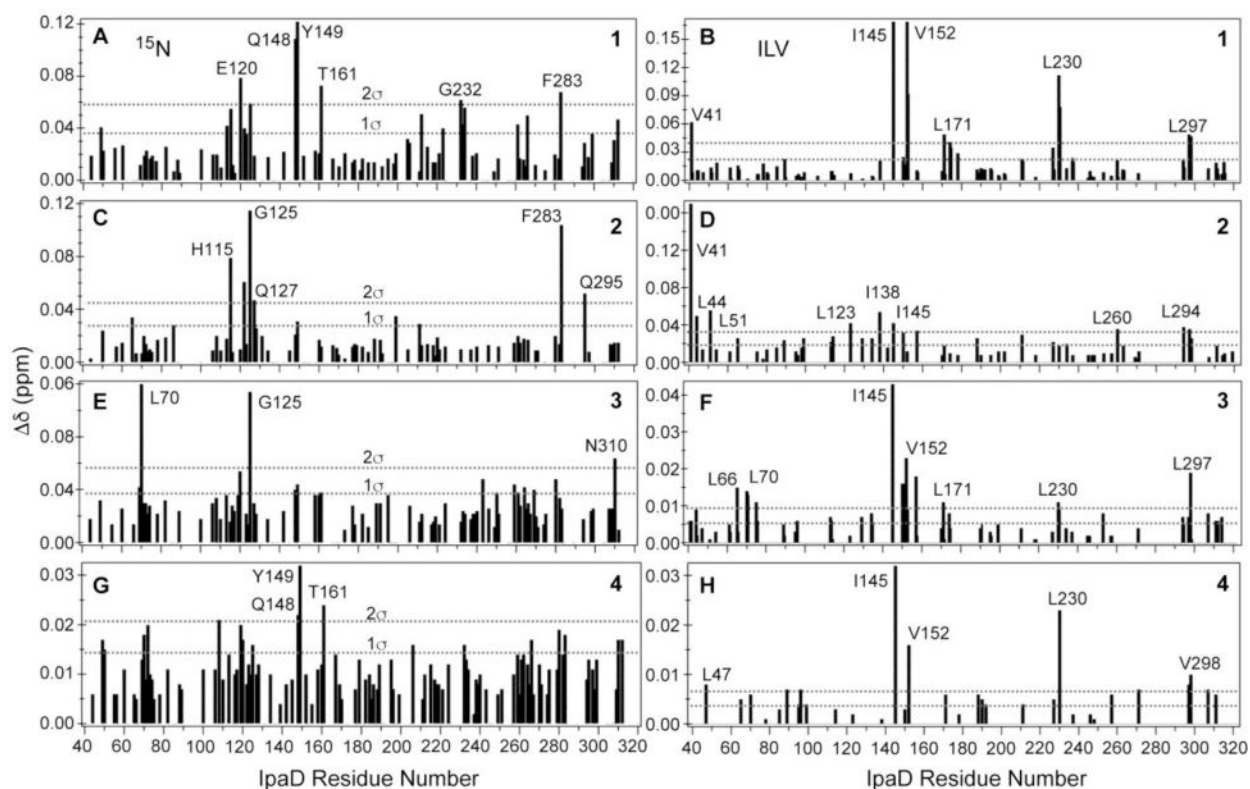 A
¹⁵N
Q148
Y149
1
E120
T161
G232
F283
2σ
1σ
0.12
0.08
0.04
0.00
B
ILV
I145
V152
1
L230
V41
L171
L297
0.15
0.12
0.09
0.06
0.03
0.00
C
G125
F283
2
H115
Q127
Q295
2σ
1σ
0.12
0.08
0.04
0.00
D
2
V41
L44
L51
L123
I138
I145
L260
L294
0.00
0.12
0.08
0.04
0.00
E
L70
G125
3
N310
2σ
1σ
0.06
0.08
0.04
0.00
F
I145
3
V152
L66
L70
L171
L230
L297
0.04
0.03
0.02
0.01
0.00
G
Y149
Q148
T161
4
2σ
1σ
0.03
0.02
0.01
0.00
H
I145
4
L230
V152
L47
V298
0.03
0.02
0.01
0.00
Δδ (ppm)
40 60 80 100 120 140 160 180 200 220 240 260 280 300 320
40 60 80 100 120 140 160 180 200 220 240 260 280 300 320
IpaD Residue Number
IpaD Residue Number